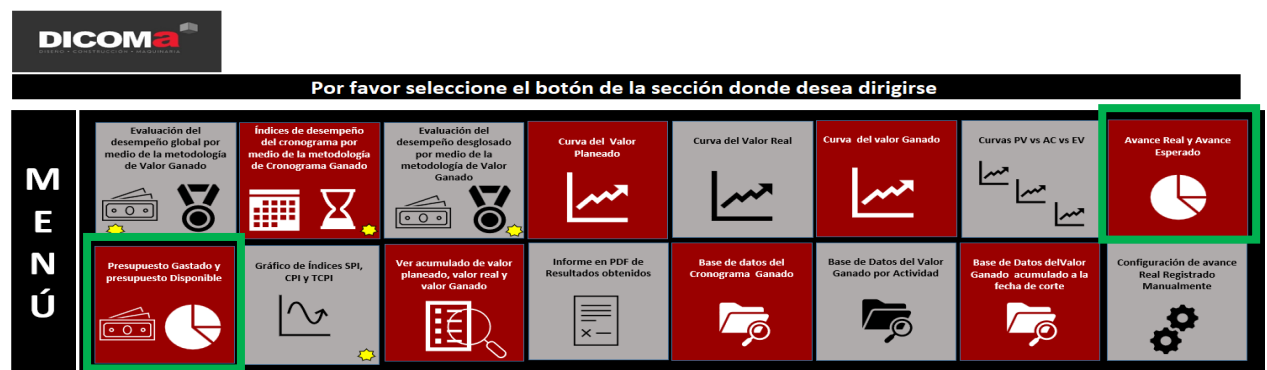 DICOMa
DISEÑO • CONSTRUCCIÓN • MAQUINARIA
Por favor seleccione el botón de la sección donde desea dirigirse
M
E
N
Ú
Evaluación del
desempeño global por
medio de la metodología
de Valor Ganado
Índices de desempeño
del cronograma por
medio de la metodología
de Cronograma Ganado
Evaluación del
desempeño desglosado
por medio de la
metodología de Valor
Ganado
Curva del Valor
Planeado
Curva del Valor Real
Curva del valor Ganado
Curvas PV vs AC vs EV
Avance Real y Avance
Esperado
Presupuesto Gastado y
presupuesto Disponible
Gráfico de Índices SPI,
CPI y TCPI
Ver acumulado de valor
planeado, valor real y
valor Ganado
Informe en PDF de
Resultados obtenidos
Base de datos del
Cronograma Ganado
Base de Datos del Valor
Ganado por Actividad
Base de Datos delValor
Ganado acumulado a la
fecha de corte
Configuración de avance
Real Registrado
Manualmente